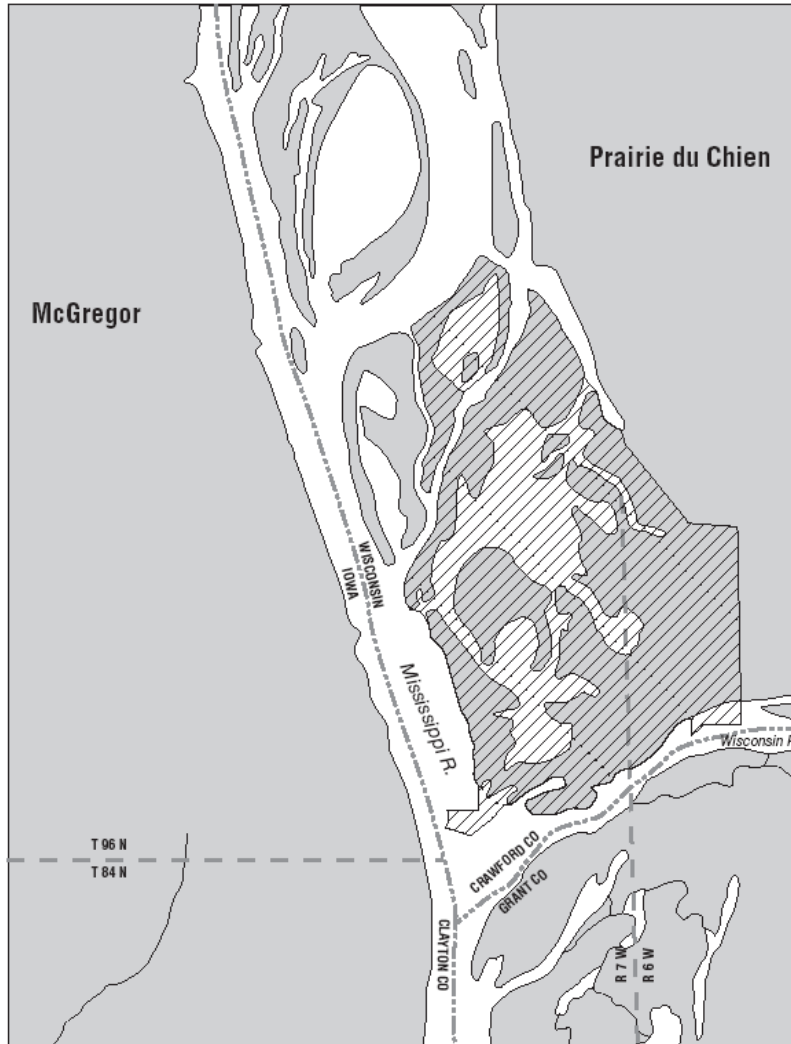 Prairie du Chien
McGregor
WISCONSIN
IOWA
Mississippi R.
Wisconsin R
T 96 N
T 84 N
CRAWFORD CO
GRANT CO
CLAYTON CO
R 7 W
R 6 W